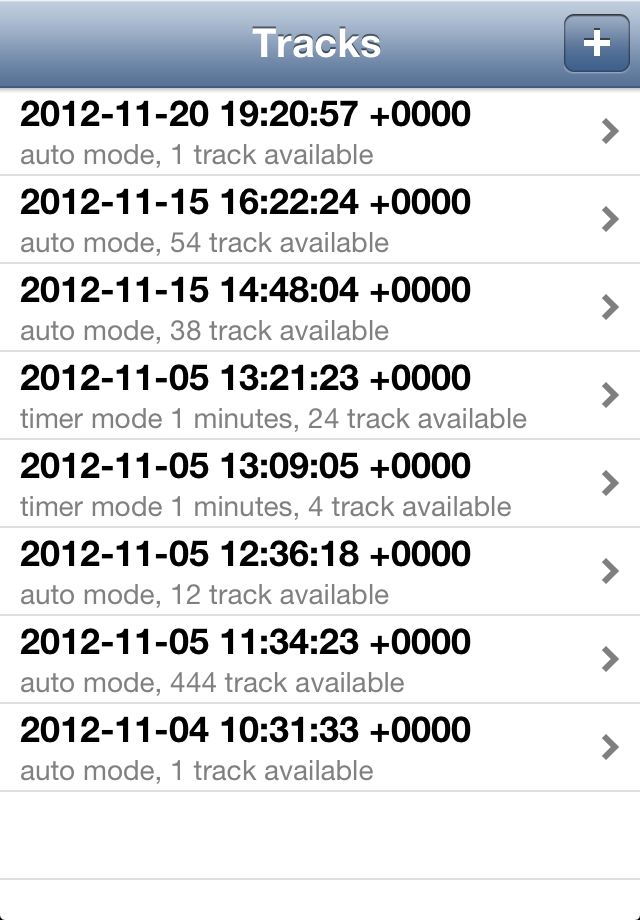 Tracks
+
2012-11-20 19:20:57 +0000
auto mode, 1 track available
2012-11-15 16:22:24 +0000
auto mode, 54 track available
2012-11-15 14:48:04 +0000
auto mode, 38 track available
2012-11-05 13:21:23 +0000
timer mode 1 minutes, 24 track available
2012-11-05 13:09:05 +0000
timer mode 1 minutes, 4 track available
2012-11-05 12:36:18 +0000
auto mode, 12 track available
2012-11-05 11:34:23 +0000
auto mode, 444 track available
2012-11-04 10:31:33 +0000
auto mode, 1 track available